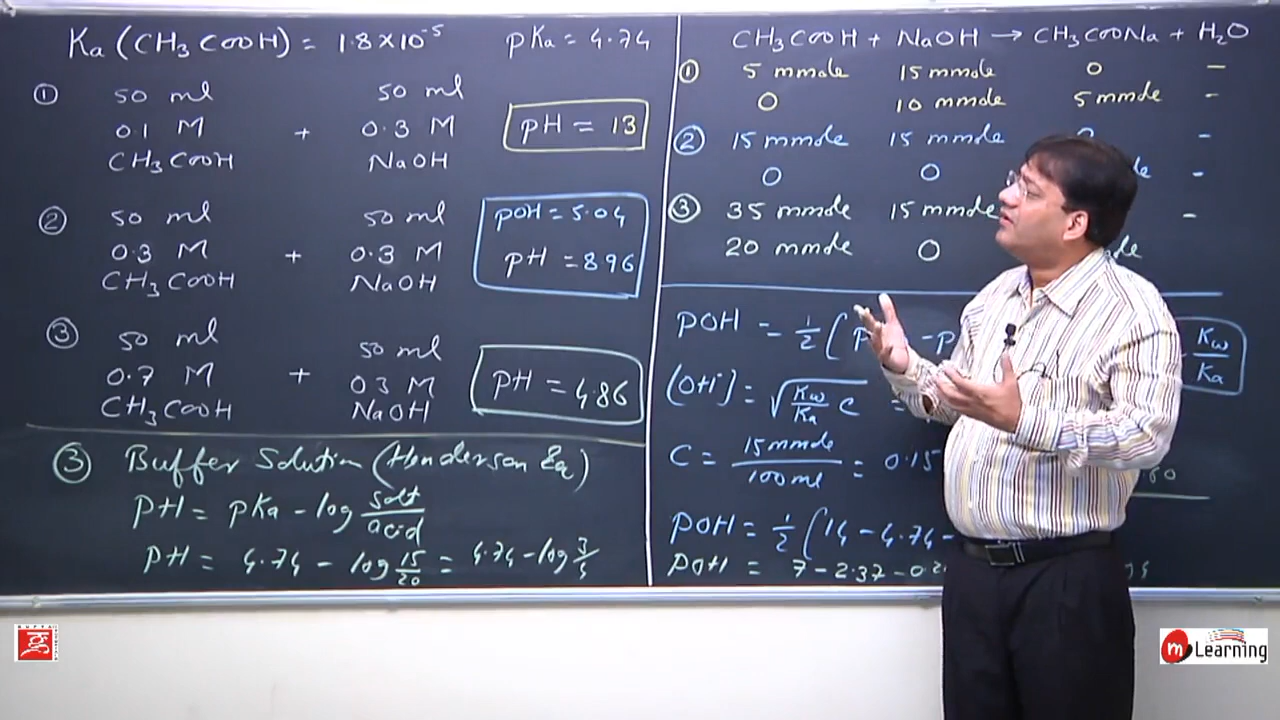 Ka (CH3COOH) = 1.8×10^-5 pKa = 4.74
① 50 ml 50 ml
0.1 M + 0.3 M pH = 13
CH3COOH NaOH
② 50 ml 50 ml pOH = 5.04
0.3 M + 0.3 M pH = 8.96
CH3COOH NaOH
③ 50 ml 50 ml
0.7 M + 0.3 M pH = 4.86
CH3COOH NaOH
③ Buffer Solution (Henderson Eq)
PH = pKa - log salt/acid
PH = 4.74 - log 15/20 = 4.74 - log 3/4
CH3COOH + NaOH → CH3COONa + H2O
① 5 mmole 15 mmole 0 -
0 10 mmole 5 mmole -
② 15 mmole 15 mmole -
0 0 -
③ 35 mmole 15 mmole -
20 mmole 0
POH = 1/2 ( -P Kw/Ka
(OH-) = √Kw/Ka C =
C = 15mmole/100ml = 0.15
POH = 1/2 (14 - 4.74 -
POH = 7 - 2.37 - 0.
GUPTA
m Learning